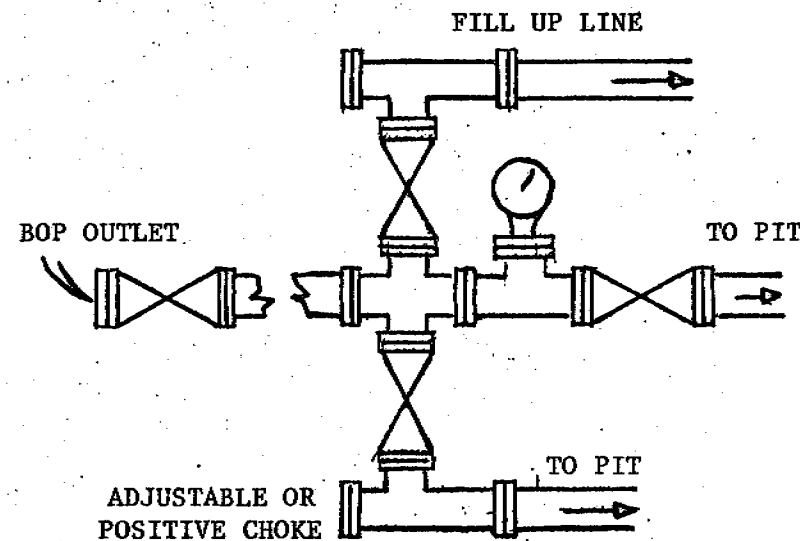 FILL UP LINE
BOP OUTLET
TO PIT
TO PIT
ADJUSTABLE OR
POSITIVE CHOKE